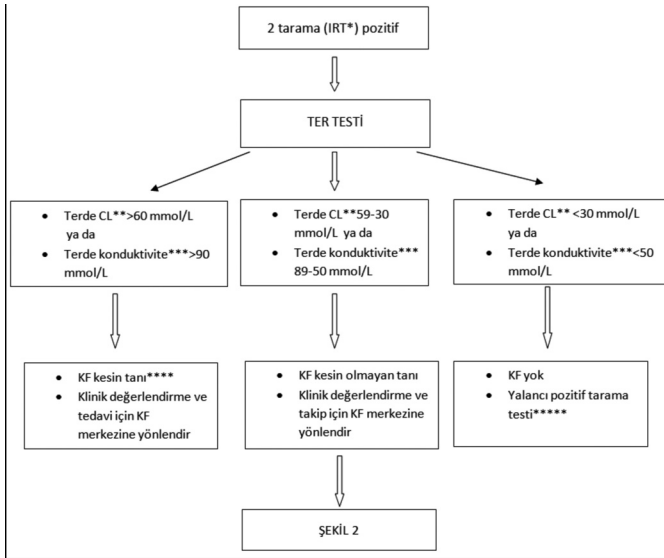 2 tarama (IRT*) pozitif
TER TESTİ
• Terde CL**>60 mmol/L
ya da
• Terde konduktivite***>90
mmol/L
• Terde CL**59-30
mmol/L ya da
• Terde konduktivite***
89-50 mmol/L
• Terde CL** <30 mmol/L
ya da
• Terde konduktivite***<50
mmol/L
• KF kesin tanı****
• Klinik değerlendirme ve
tedavi için KF
merkezine yönlendir
• KF kesin olmayan tanı
• Klinik değerlendirme ve
takip için KF merkezine
yönlendir
• KF yok
• Yalancı pozitif tarama
testi*****
ŞEKİL 2